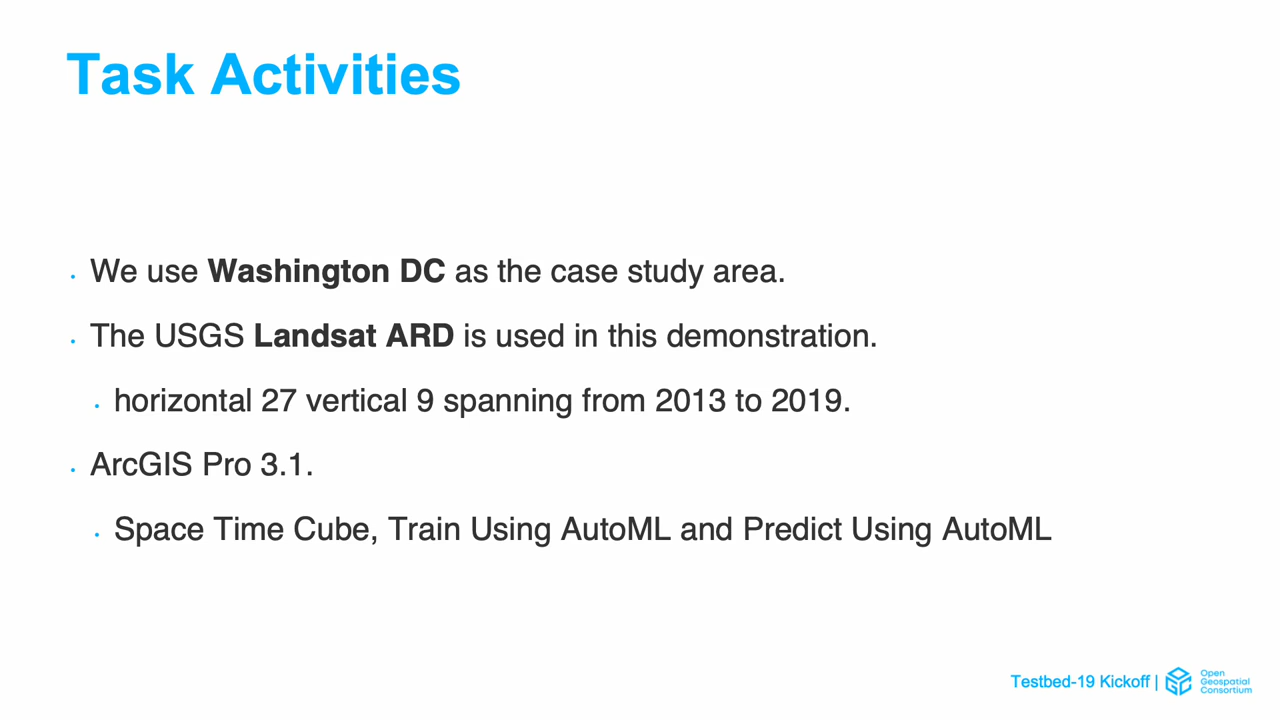 Task Activities
We use Washington DC as the case study area.
The USGS Landsat ARD is used in this demonstration.
horizontal 27 vertical 9 spanning from 2013 to 2019.
ArcGIS Pro 3.1.
Space Time Cube, Train Using AutoML and Predict Using AutoML
Testbed-19 Kickoff |
Open
Geospatial
Consortium